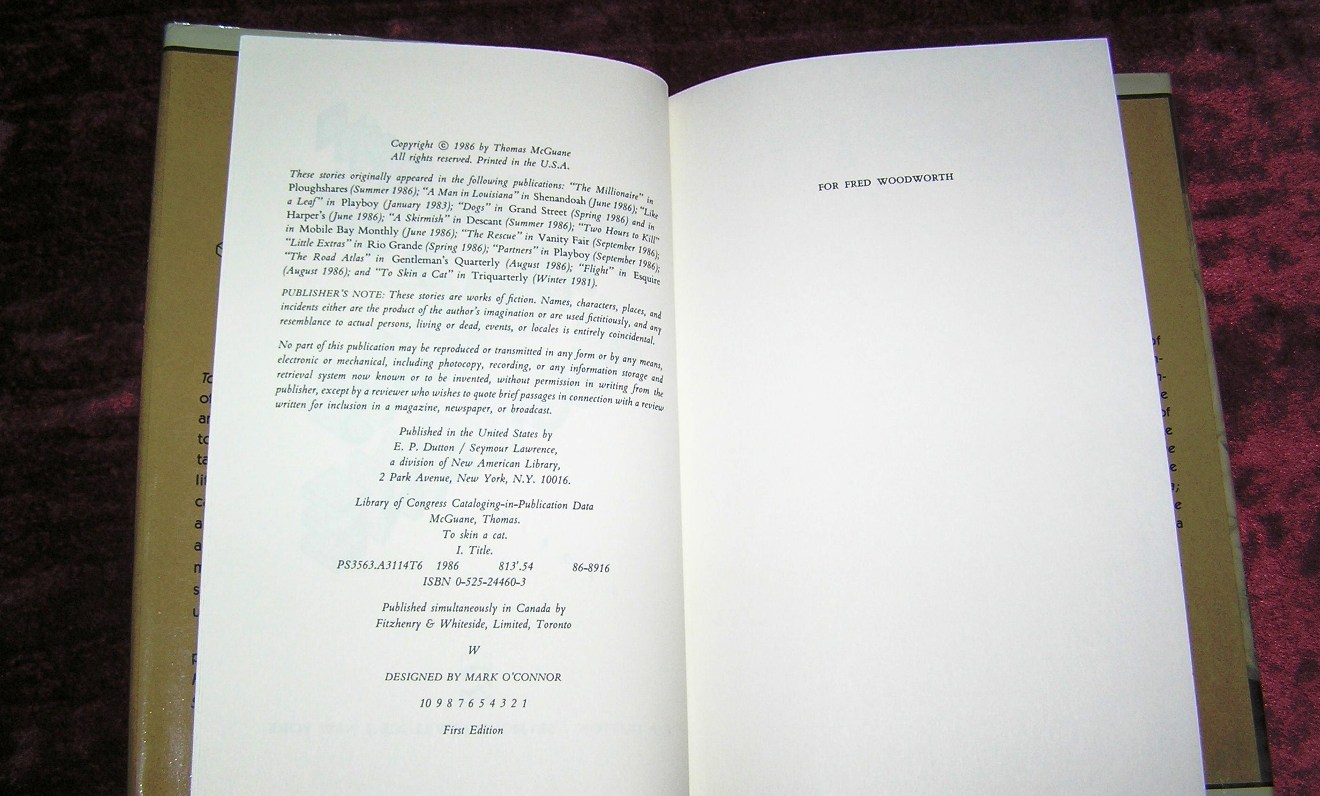 Copyright © 1986 by Thomas McGuane
All rights reserved. Printed in the U.S.A.
These stories originally appeared in the following publications: "The Millionaire" in
Ploughshares (Summer 1986); "A Man in Louisiana" in Shenandoah (June 1986); "Like
a Leaf" in Playboy (January 1983); "Dogs" in Grand Street (Spring 1986) and in
Harper's (June 1986); "A Skirmish" in Descant (Summer 1986); "Two Hours to Kill"
in Mobile Bay Monthly (June 1986); "The Rescue" in Vanity Fair (September 1986);
"Little Extras" in Rio Grande (Spring 1986); "Partners" in Playboy (September 1986);
"The Road Atlas" in Gentleman's Quarterly (August 1986); "Flight" in Esquire
(August 1986); and "To Skin a Cat" in Triquarterly (Winter 1981).
PUBLISHER'S NOTE: These stories are works of fiction. Names, characters, places, and
incidents either are the product of the author's imagination or are used fictitiously, and any
resemblance to actual persons, living or dead, events, or locales is entirely coincidental.
No part of this publication may be reproduced or transmitted in any form or by any means,
electronic or mechanical, including photocopy, recording, or any information storage and
retrieval system now known or to be invented, without permission in writing from the
publisher, except by a reviewer who wishes to quote brief passages in connection with a review
written for inclusion in a magazine, newspaper, or broadcast.
Published in the United States by
E. P. Dutton / Seymour Lawrence,
a division of New American Library,
2 Park Avenue, New York, N.Y. 10016.
Library of Congress Cataloging-in-Publication Data
McGuane, Thomas.
To skin a cat.
I. Title.
PS3563.A3114T6 1986 813'.54 86-8916
ISBN 0-525-24460-3
Published simultaneously in Canada by
Fitzhenry & Whiteside, Limited, Toronto
W
DESIGNED BY MARK O'CONNOR
10 9 8 7 6 5 4 3 2 1
First Edition
FOR FRED WOODWORTH